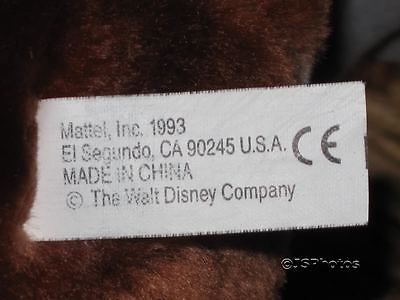 Mattel, Inc. 1993
El Segundo, CA 90245 U.S.A.
CE
MADE IN CHINA
© The Walt Disney Company
©JSPhotos